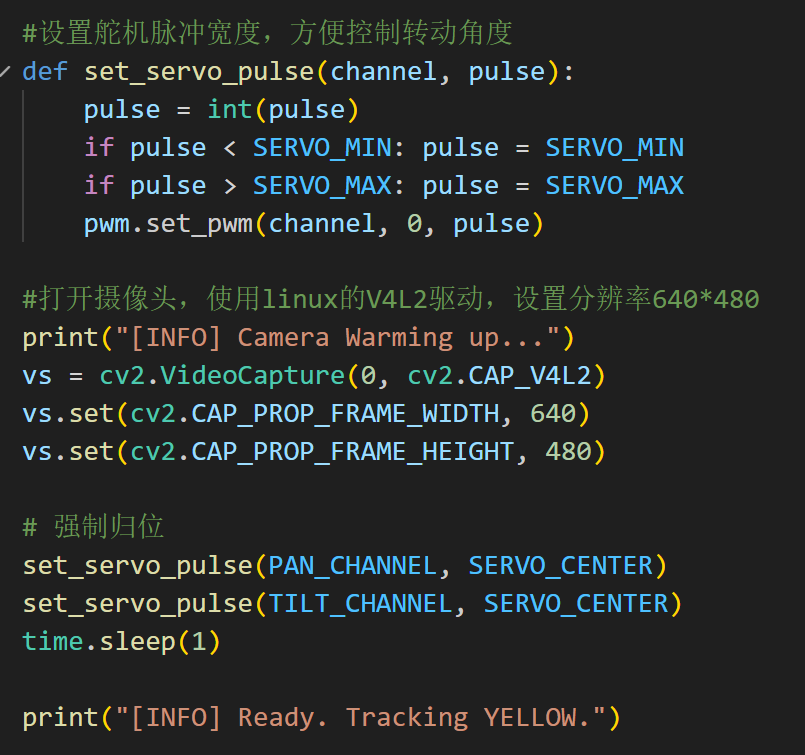 #设置舵机脉冲宽度，方便控制转动角度
def set_servo_pulse(channel, pulse):
    pulse = int(pulse)
    if pulse < SERVO_MIN: pulse = SERVO_MIN
    if pulse > SERVO_MAX: pulse = SERVO_MAX
    pwm.set_pwm(channel, 0, pulse)
#打开摄像头，使用linux的V4L2驱动，设置分辨率640*480
print("[INFO] Camera Warming up...")
vs = cv2.VideoCapture(0, cv2.CAP_V4L2)
vs.set(cv2.CAP_PROP_FRAME_WIDTH, 640)
vs.set(cv2.CAP_PROP_FRAME_HEIGHT, 480)
# 强制归位
set_servo_pulse(PAN_CHANNEL, SERVO_CENTER)
set_servo_pulse(TILT_CHANNEL, SERVO_CENTER)
time.sleep(1)
print("[INFO] Ready. Tracking YELLOW.")